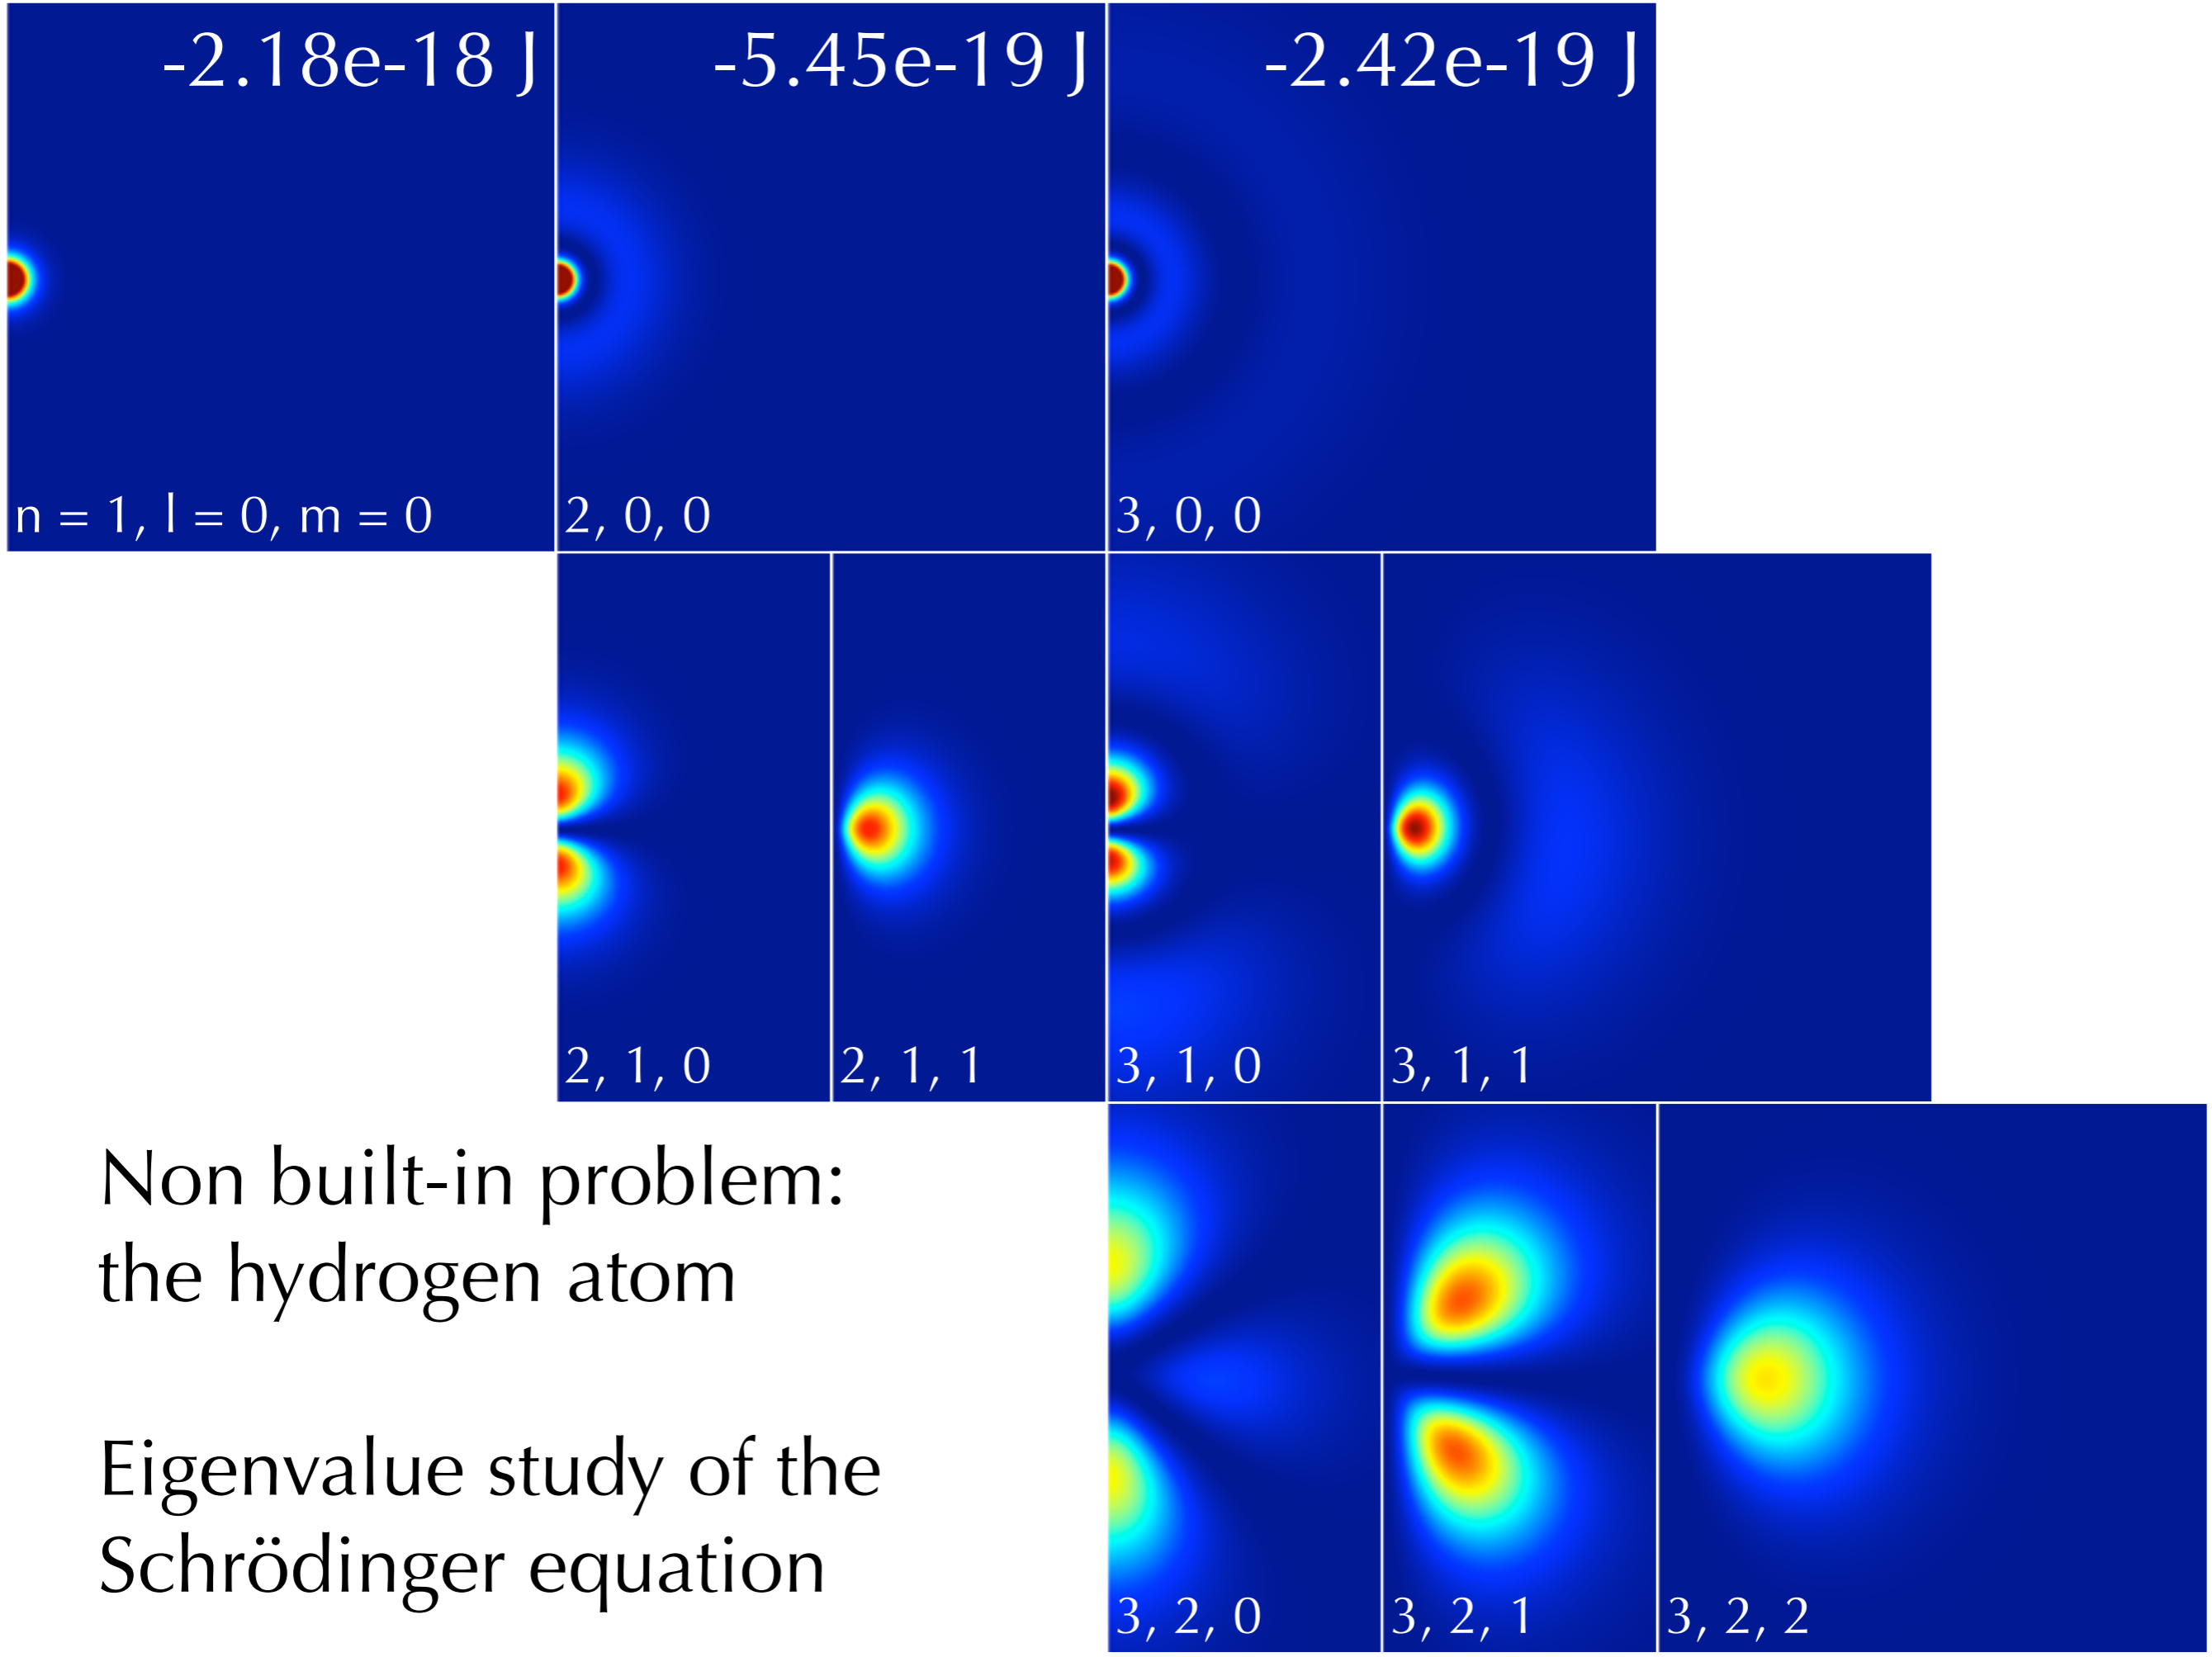 -2.18e-18 J
-5.45e-19 J
-2.42e-19 J
n = 1, l = 0, m = 0
2, 0, 0
3, 0, 0
2, 1, 0
2, 1, 1
3, 1, 0
3, 1, 1
Non built-in problem:
the hydrogen atom
Eigenvalue study of the
Schrödinger equation
3, 2, 0
3, 2, 1
3, 2, 2